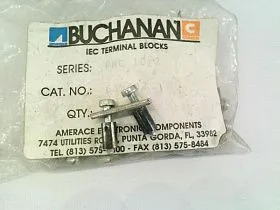 BUCHANAN
IEC TERMINAL BLOCKS
SERIES:
CAT. NO.:
QTY.
AMERACE ELECTRONIC COMPONENTS
7474 UTILITIES ROAD, PUNTA GORDA, FL, 33982
TEL. (813) 575- FAX (813) 575-8484